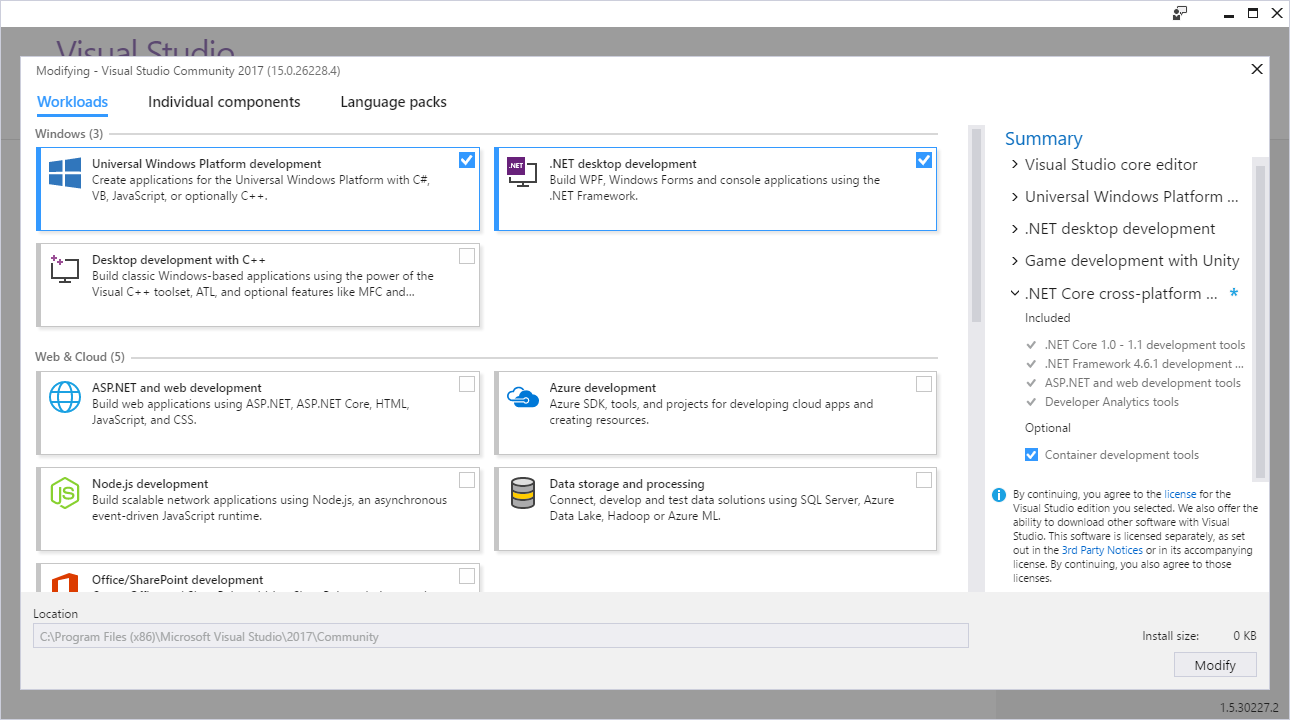 Visual Studio
Modifying - Visual Studio Community 2017 (15.0.26228.4)
Workloads
Individual components
Language packs
Windows (3)
Universal Windows Platform development
Create applications for the Universal Windows Platform with C#,
VB, JavaScript, or optionally C++.
.NET
.NET desktop development
Build WPF, Windows Forms and console applications using the
.NET Framework.
Desktop development with C++
Build classic Windows-based applications using the power of the
Visual C++ toolset, ATL, and optional features like MFC and...
Web & Cloud (5)
ASP.NET and web development
Build web applications using ASP.NET, ASP.NET Core, HTML,
JavaScript, and CSS.
Azure development
Azure SDK, tools, and projects for developing cloud apps and
creating resources.
JS
Node.js development
Build scalable network applications using Node.js, an asynchronous
event-driven JavaScript runtime.
Data storage and processing
Connect, develop and test data solutions using SQL Server, Azure
Data Lake, Hadoop or Azure ML.
Office/SharePoint development
Summary
Visual Studio core editor
Universal Windows Platform ...
.NET desktop development
Game development with Unity
.NET Core cross-platform ... *
Included
.NET Core 1.0 - 1.1 development tools
.NET Framework 4.6.1 development ...
ASP.NET and web development tools
Developer Analytics tools
Optional
Container development tools
By continuing, you agree to the license for the
Visual Studio edition you selected. We also offer the
ability to download other software with Visual
Studio. This software is licensed separately, as set
out in the 3rd Party Notices or in its accompanying
license. By continuing, you also agree to those
licenses.
Location
C:\Program Files (x86)\Microsoft Visual Studio\2017\Community
Install size: 0 KB
Modify
1.5.30227.2